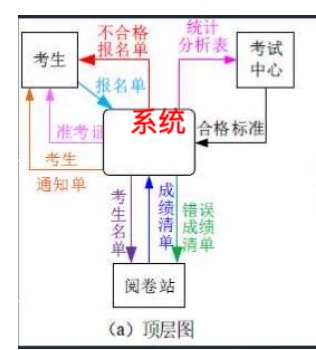 不合格
报名单
统计
分析表
考生
考试
中心
报名单
系统
准考证
合格标准
考生
通知单
考生名单
成绩清单
错误成绩清单
阅卷站
(a) 顶层图